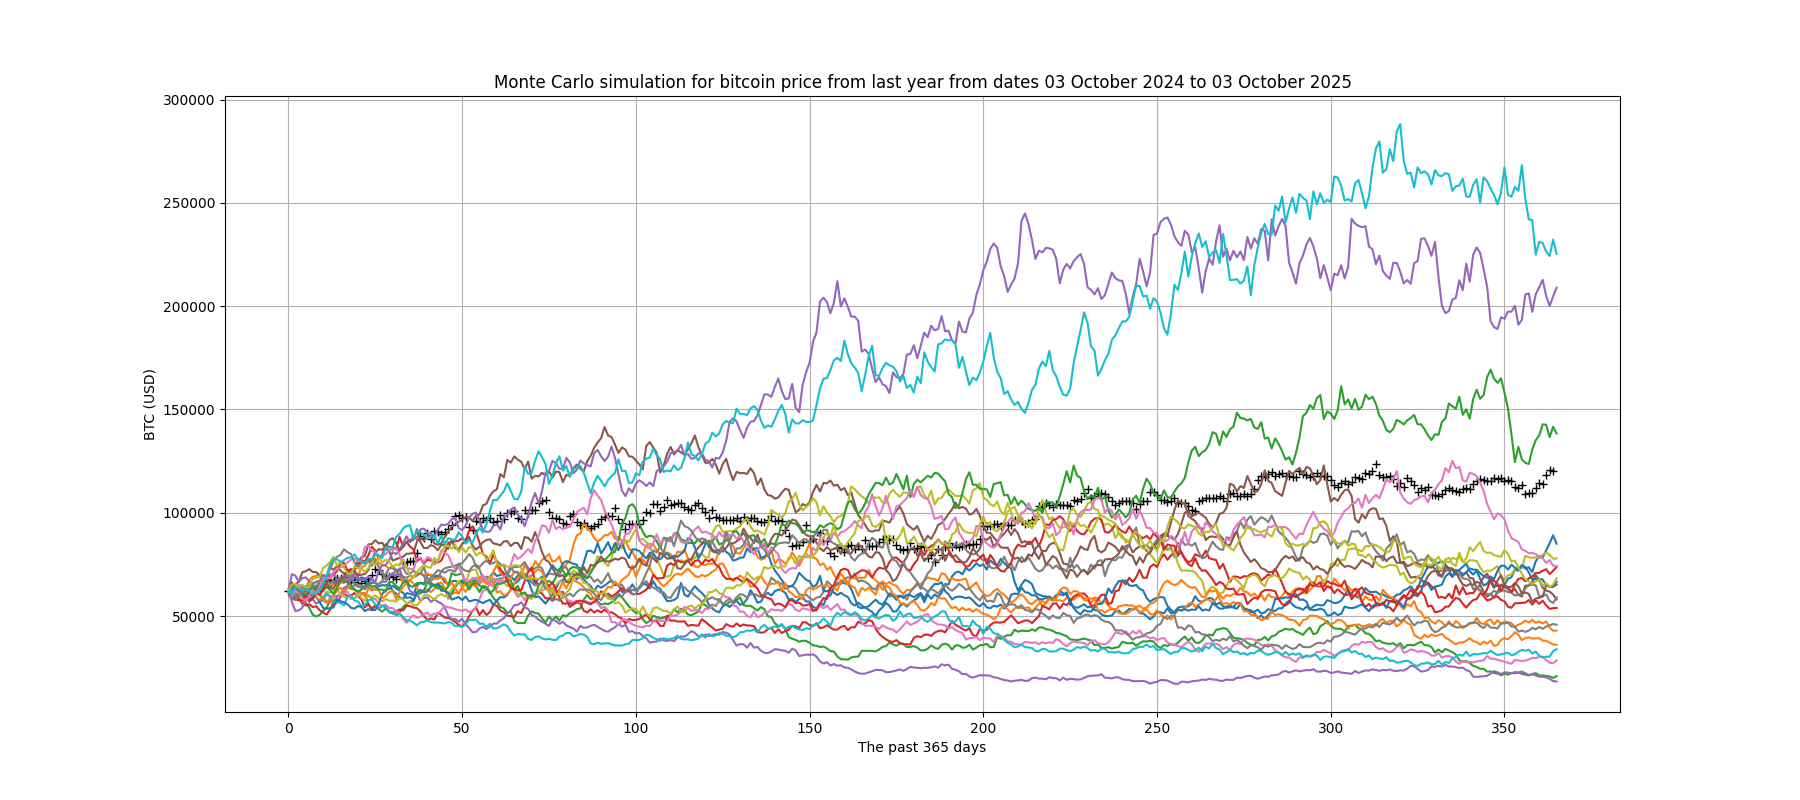 Monte Carlo simulation for bitcoin price from last year from dates 03 October 2024 to 03 October 2025
300000
250000
200000
150000
100000
50000
BTC (USD)
0 50 100 150 200 250 300 350
The past 365 days